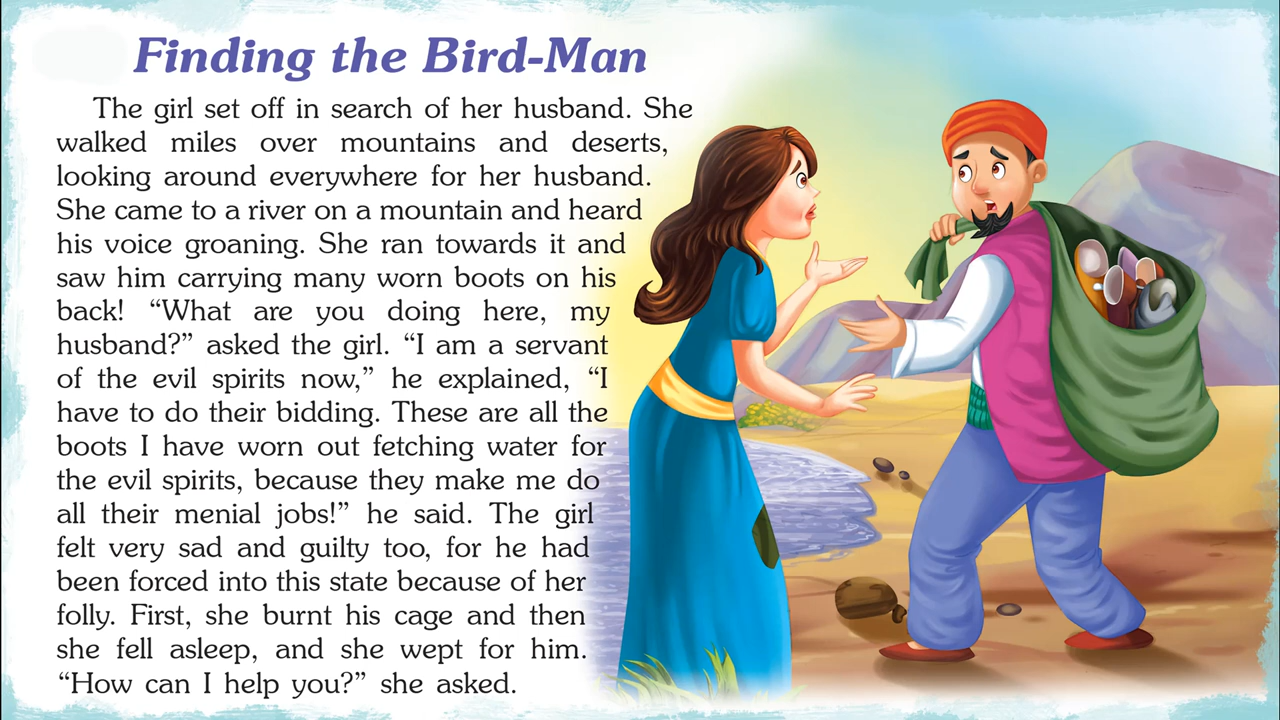 Finding the Bird-Man
The girl set off in search of her husband. She
walked miles over mountains and deserts,
looking around everywhere for her husband.
She came to a river on a mountain and heard
his voice groaning. She ran towards it and
saw him carrying many worn boots on his
back! “What are you doing here, my
husband?” asked the girl. “I am a servant
of the evil spirits now,” he explained, “I
have to do their bidding. These are all the
boots I have worn out fetching water for
the evil spirits, because they make me do
all their menial jobs!” he said. The girl
felt very sad and guilty too, for he had
been forced into this state because of her
folly. First, she burnt his cage and then
she fell asleep, and she wept for him.
“How can I help you?” she asked.